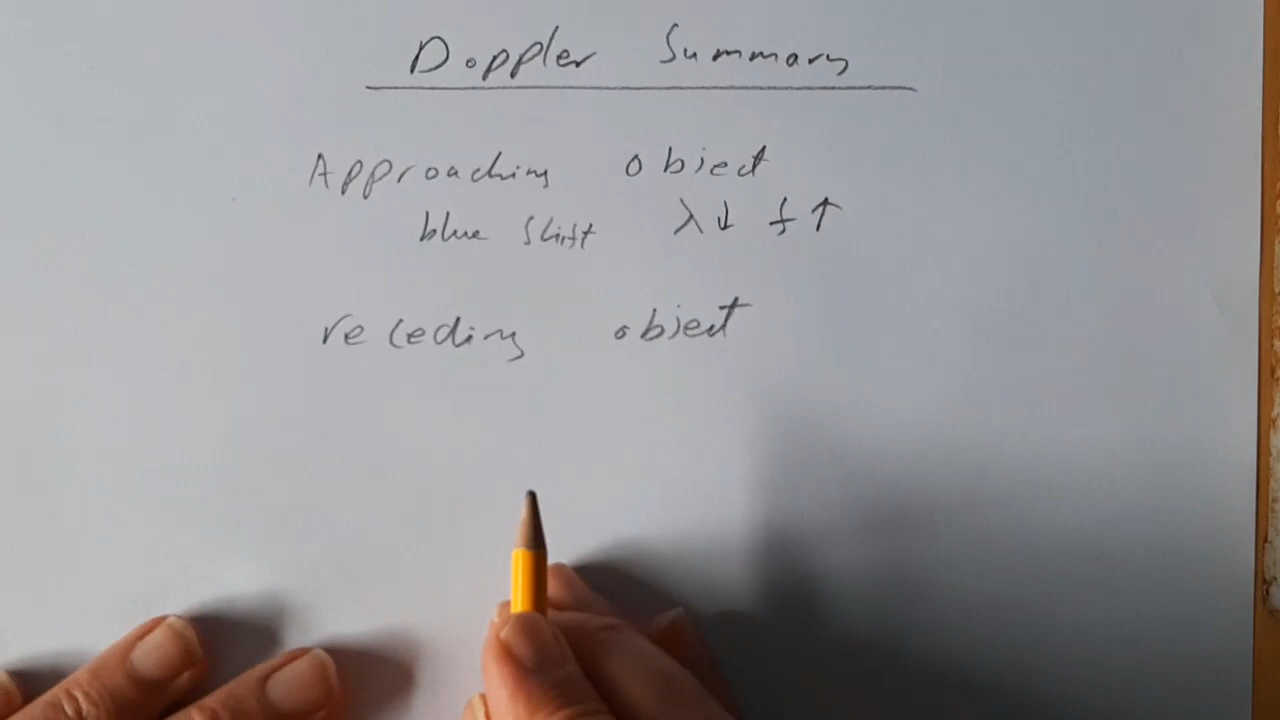 Doppler Summary
Approaching object
blue shift λ↓ f↑
receding object